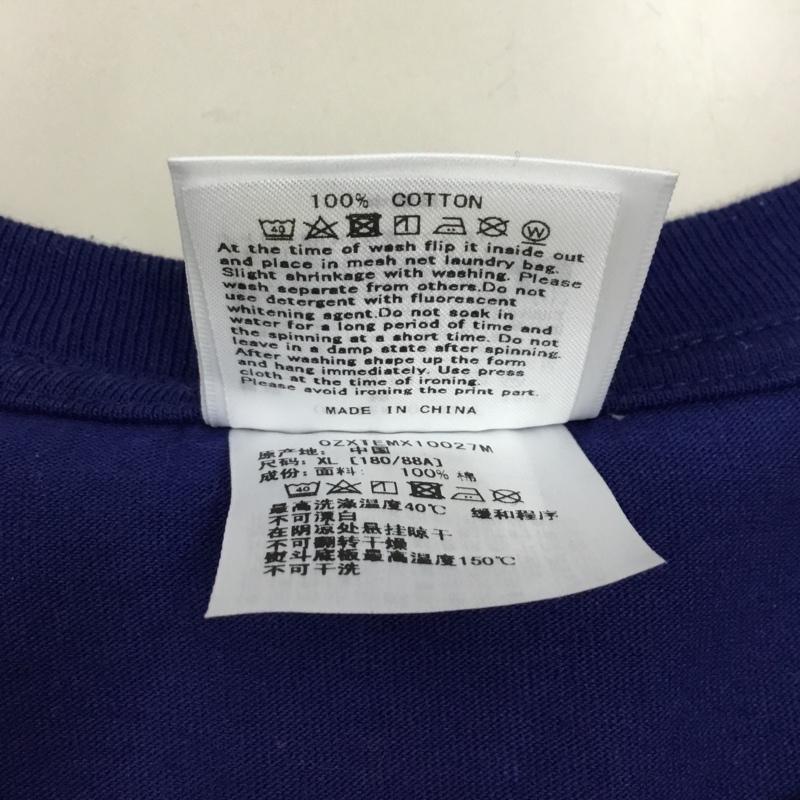 100% COTTON
40
W
At the time of wash flip it inside out
and place in mesh net laundry bag.
Slight shrinkage with washing. Please
wash separate from others.Do not
use detergent with fluorescent
whitening agent.Do not soak in
water for a long period of time and
the spinning at a short time. Do not
leave in a damp state after spinning.
After washing shape up the form
and hang immediately. Use press
cloth at the time of ironing.
Please avoid ironing the print part.
MADE IN CHINA
OZXTEMX10027M
原产地: 中国
尺码: XL [180/88A]
成份: 面料: 100% 棉
40
最高洗涤温度40℃ 缓和程序
不可漂白
在阴凉处悬挂晾干
不可翻转干燥
熨斗底板最高温度150℃
不可干洗